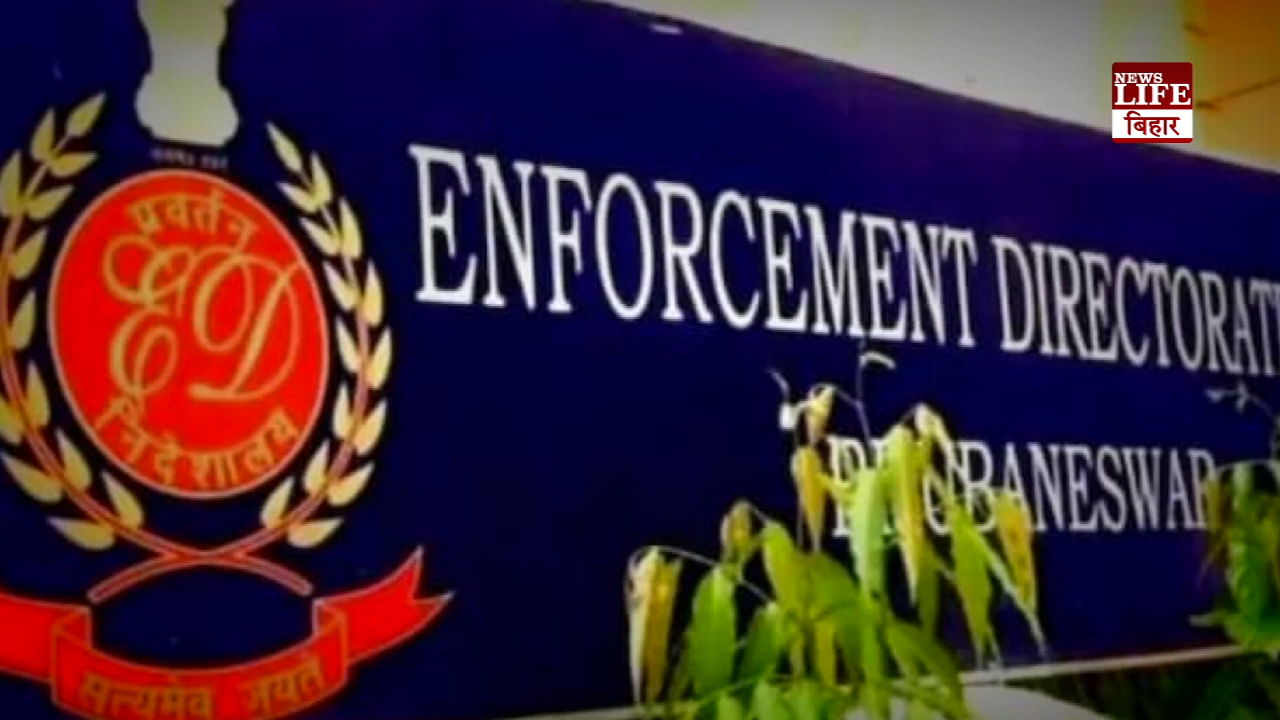 NEWS
LIFE
बिहार
ENFORCEMENT DIRECTORAT
BANESWAR
प्रवर्तन
ED
निदेशालय
सत्यमेव जयते